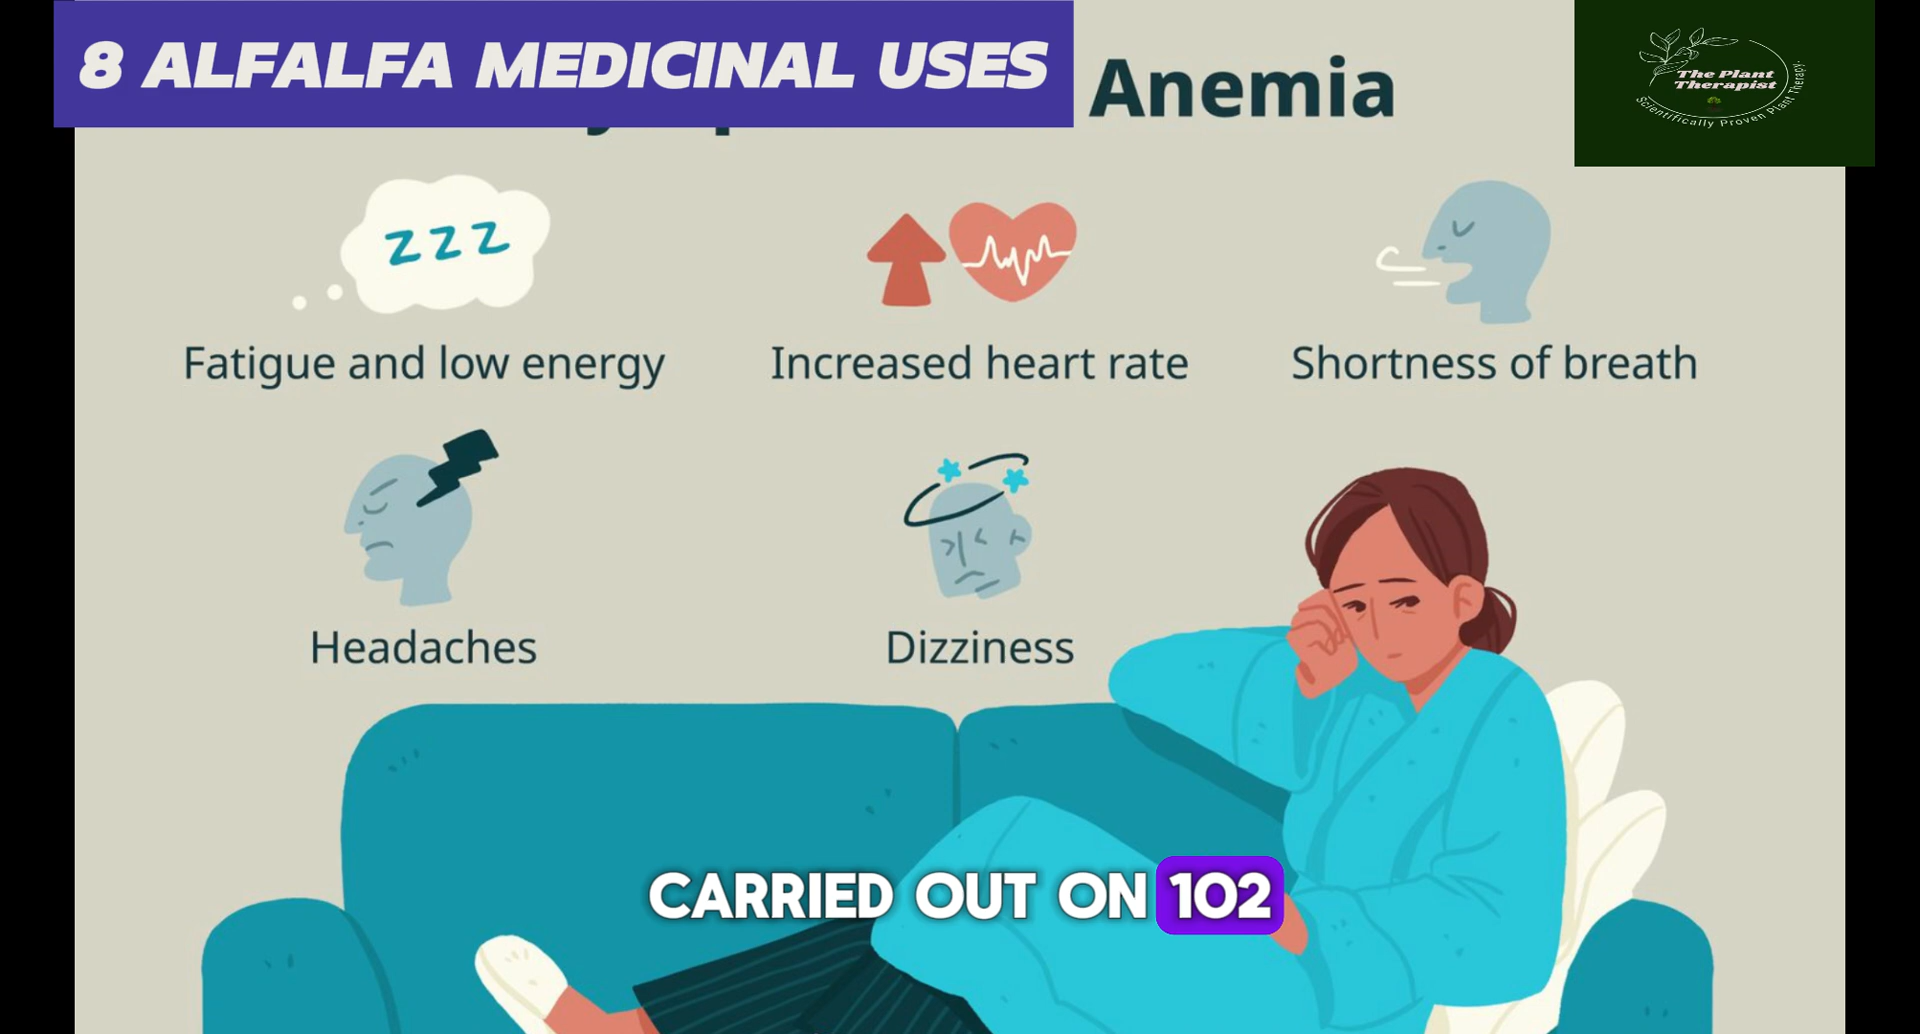 8 ALFALFA MEDICINAL USES
Anemia
The Plant
Therapist
Scientifically Proven Plant Therapy.
zzz
Fatigue and low energy
Increased heart rate
Shortness of breath
Headaches
Dizziness
CARRIED OUT ON 102